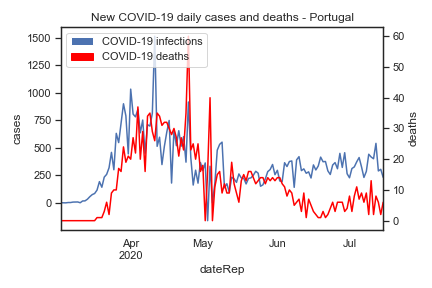 New COVID-19 daily cases and deaths - Portugal
COVID-19 infections
COVID-19 deaths
1500
1250
1000
750
500
250
0
cases
60
50
40
30
20
10
0
deaths
Apr
2020
May
Jun
Jul
dateRep